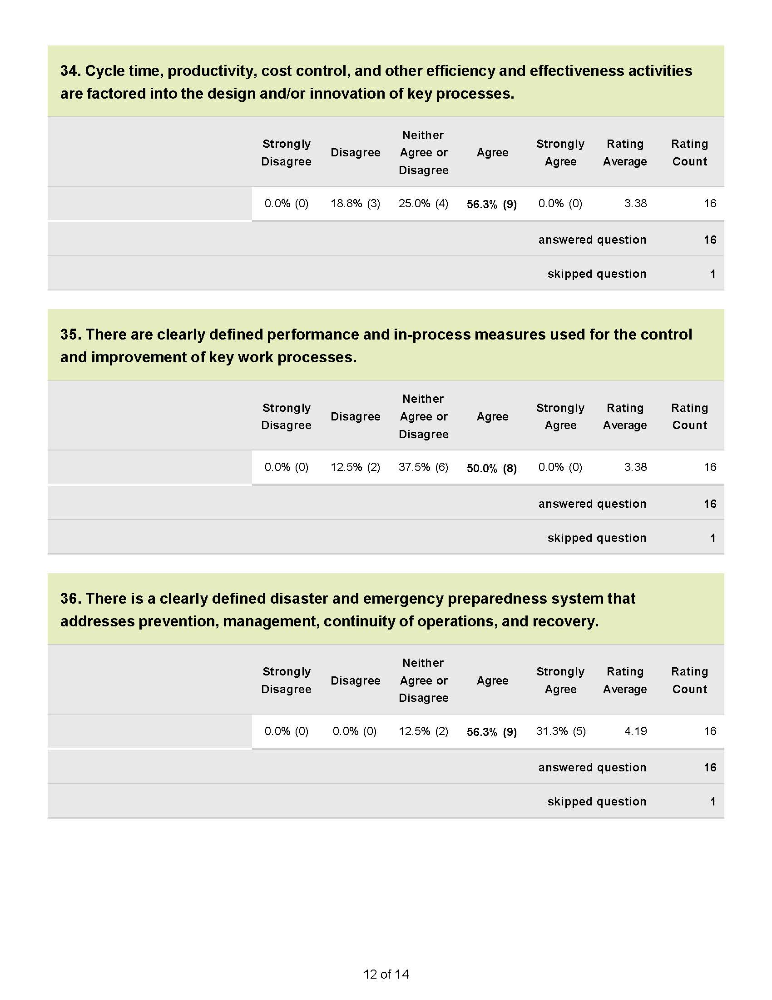 34. Cycle time, productivity, cost control, and other efficiency and effectiveness activities
are factored into the design and/or innovation of key processes.
Strongly Disagree Disagree Neither Agree or Disagree Agree Strongly Agree Rating Average Rating Count
0.0% (0) 18.8% (3) 25.0% (4) 56.3% (9) 0.0% (0) 3.38 16
answered question 16
skipped question 1
35. There are clearly defined performance and in-process measures used for the control
and improvement of key work processes.
Strongly Disagree Disagree Neither Agree or Disagree Agree Strongly Agree Rating Average Rating Count
0.0% (0) 12.5% (2) 37.5% (6) 50.0% (8) 0.0% (0) 3.38 16
answered question 16
skipped question 1
36. There is a clearly defined disaster and emergency preparedness system that
addresses prevention, management, continuity of operations, and recovery.
Strongly Disagree Disagree Neither Agree or Disagree Agree Strongly Agree Rating Average Rating Count
0.0% (0) 0.0% (0) 12.5% (2) 56.3% (9) 31.3% (5) 4.19 16
answered question 16
skipped question 1
12 of 14